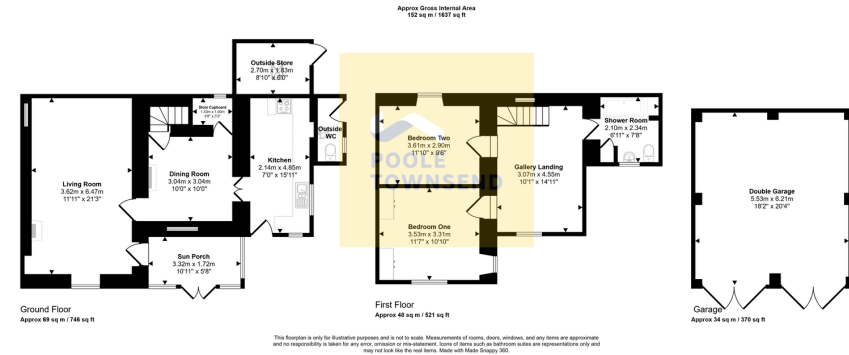 Approx Gross Internal Area
152 sq m / 1637 sq ft
Outside Store
2.70m x 1.83m
8'10" x 6'0"
Store Cupboard
Outside
WC
Kitchen
2.14m x 4.85m
7'0" x 15'11"
Living Room
3.62m x 6.47m
11'11" x 21'3"
Dining Room
3.04m x 3.04m
10'0" x 10'0"
Sun Porch
3.32m x 1.72m
10'11" x 5'8"
Ground Floor
Approx 69 sq m / 746 sq ft
Bedroom Two
3.61m x 2.90m
11'10" x 9'6"
POOLE
TOWNSEND
Shower Room
2.10m x 2.34m
6'11" x 7'8"
Gallery Landing
3.07m x 4.55m
10'1" x 14'11"
Bedroom One
3.53m x 3.31m
11'7" x 10'10"
First Floor
Approx 48 sq m / 521 sq ft
Double Garage
5.53m x 6.21m
18'2" x 20'4"
Garage
Approx 34 sq m / 370 sq ft
This floorplan is only for illustrative purposes and is not to scale. Measurements of rooms, doors, windows, and any items are approximate
and no responsibility is taken for any error, omission or mis-statement. Icons of items such as bathroom suites are representations only and
may not look like the real items. Made with Made Snappy 360.